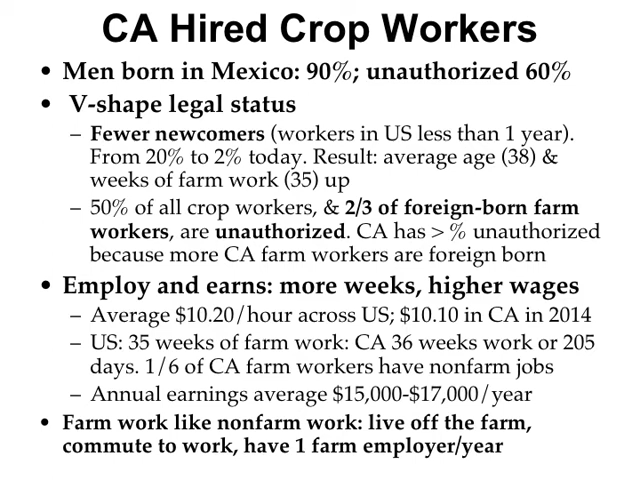 CA Hired Crop Workers
• Men born in Mexico: 90%; unauthorized 60%
• V-shape legal status
– Fewer newcomers (workers in US less than 1 year).
From 20% to 2% today. Result: average age (38) &
weeks of farm work (35) up
– 50% of all crop workers, & 2/3 of foreign-born farm
workers, are unauthorized. CA has > % unauthorized
because more CA farm workers are foreign born
• Employ and earns: more weeks, higher wages
– Average $10.20/hour across US; $10.10 in CA in 2014
– US: 35 weeks of farm work: CA 36 weeks work or 205
days. 1/6 of CA farm workers have nonfarm jobs
– Annual earnings average $15,000-$17,000/year
• Farm work like nonfarm work: live off the farm,
commute to work, have 1 farm employer/year